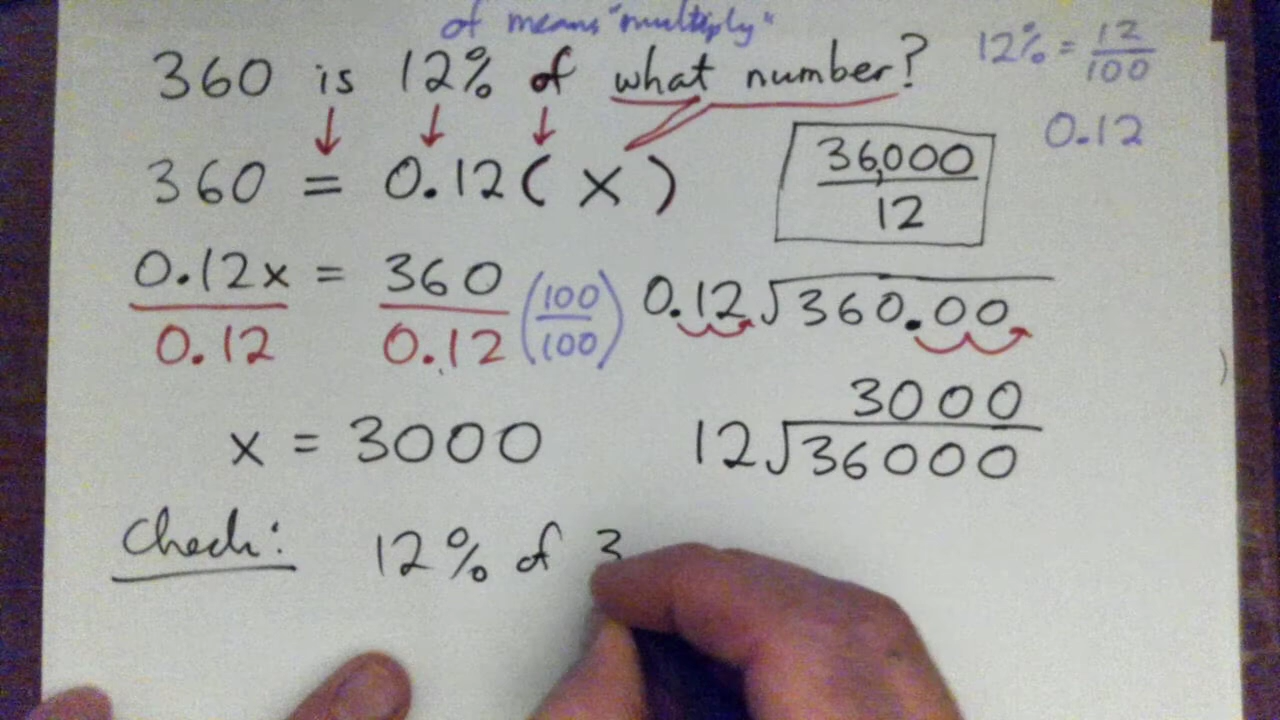 of means "multiply"
360 is 12% of what number?
12% = 12/100
0.12
360 = 0.12( x )
36,000
12
0.12x = 360 (100/100)
0.12 0.12
0.12√360.00
x = 3000
3000
12√36000
Check: 12% of 3